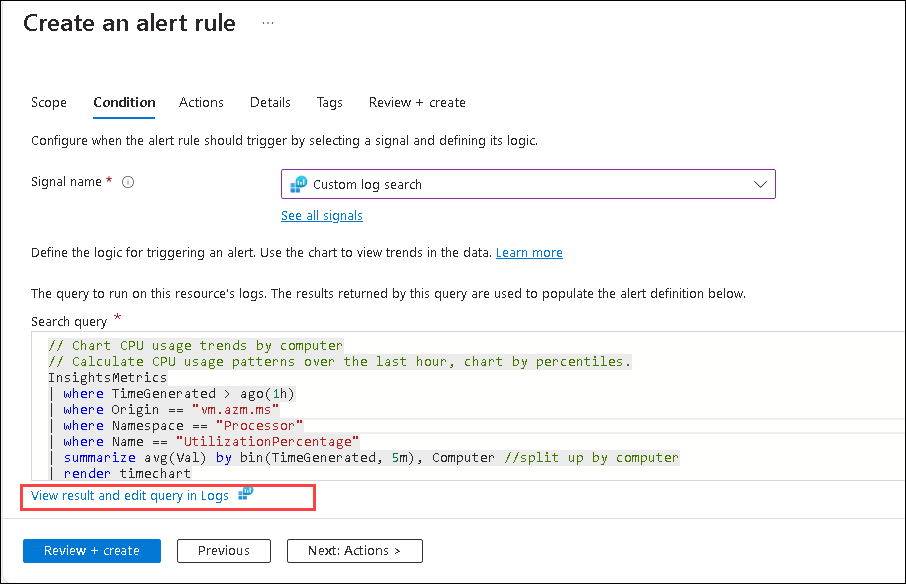 Create an alert rule ...
Scope Condition Actions Details Tags Review + create
Configure when the alert rule should trigger by selecting a signal and defining its logic.
Signal name * Custom log search
See all signals
Define the logic for triggering an alert. Use the chart to view trends in the data. Learn more
The query to run on this resource's logs. The results returned by this query are used to populate the alert definition below.
Search query *
// Chart CPU usage trends by computer
// Calculate CPU usage patterns over the last hour, chart by percentiles.
InsightsMetrics
| where TimeGenerated > ago(1h)
| where Origin == "vm.azm.ms"
| where Namespace == "Processor"
| where Name == "UtilizationPercentage"
| summarize avg(Val) by bin(TimeGenerated, 5m), Computer //split up by computer
| render timechart
View result and edit query in Logs
Review + create Previous Next: Actions >